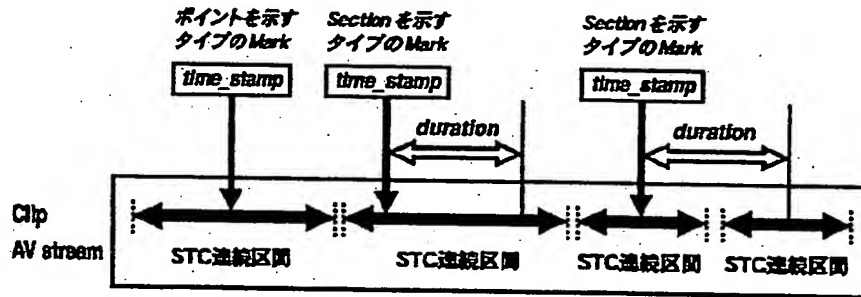 ポイントを示す
タイプのMark
time_stamp
Sectionを示す
タイプのMark
time_stamp
Sectionを示す
タイプのMark
time_stamp
duration
duration
Clip
AV stream
STC連続区間
STC連続区間
STC連続区間
STC連続区間